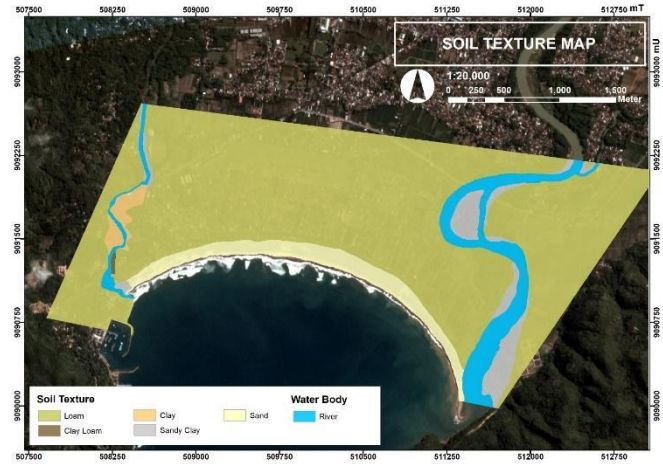 507500 508250 509000 509750 510500 511250 512000 512750 mT
SOIL TEXTURE MAP
1:20,000
0 250 500 1,000 1,500
Meter
mU
9093000 9093000
9092250 9092250
9091500 9091500
9090750 9090750
9090000 9090000
Soil Texture Water Body
Loam Clay Sand River
Clay Loam Sandy Clay
507500 508250 509000 509750 510500 511250 512000 512750